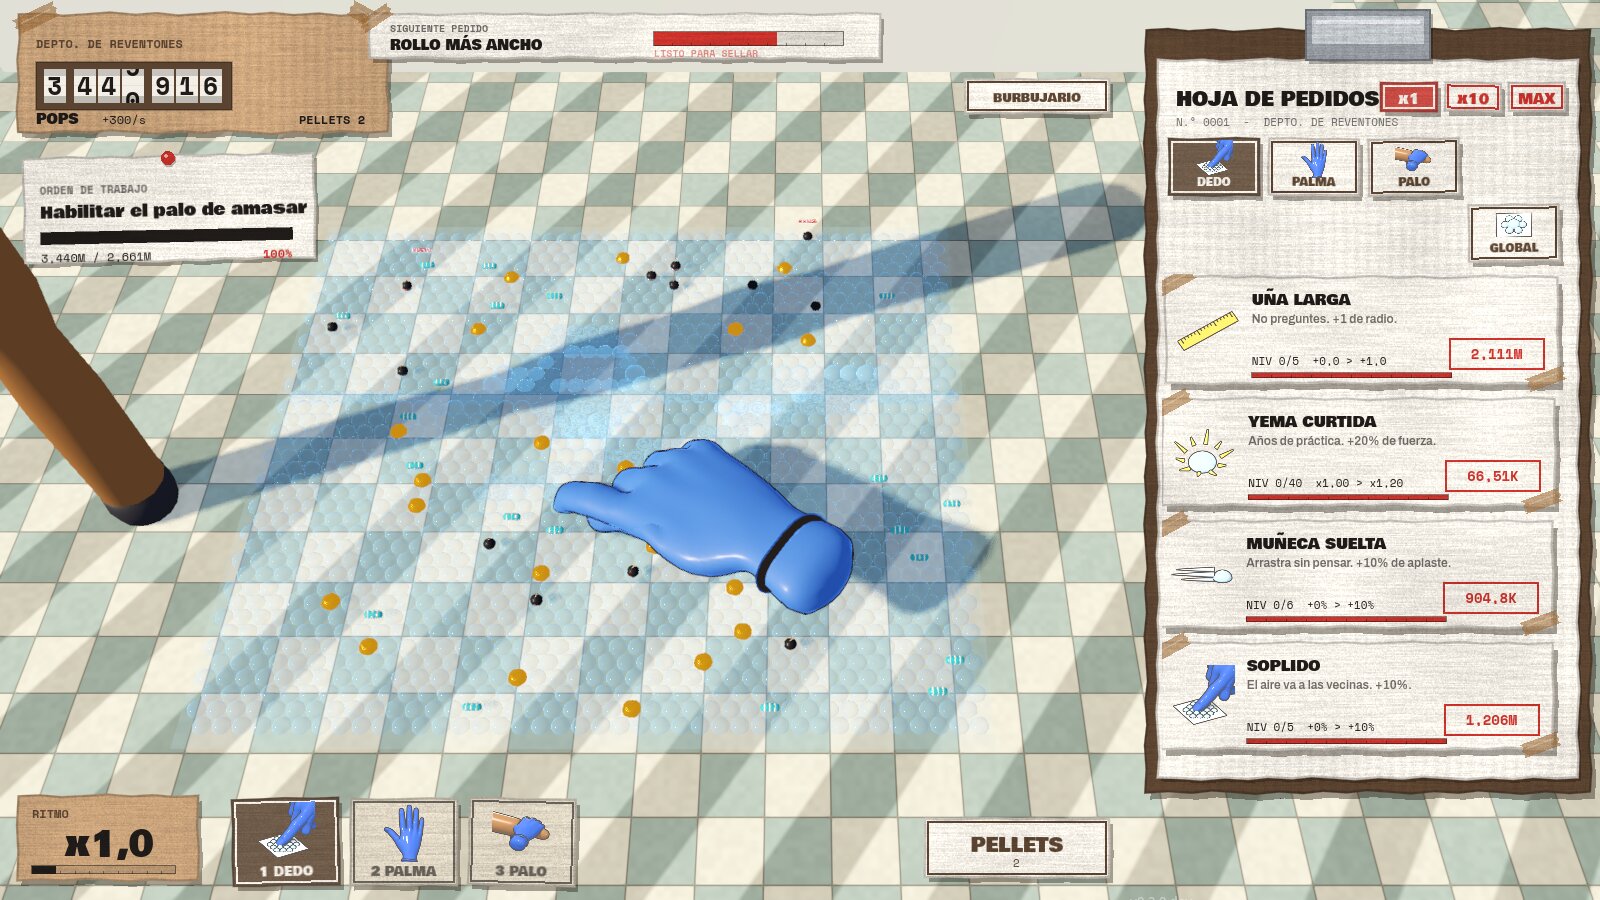 DEPTO. DE REVENTONES
344 916
POPS +300/s PELLETS 2
SIGUIENTE PEDIDO
ROLLO MÁS ANCHO
LISTO PARA SELLAR
ORDEN DE TRABAJO
Habilitar el palo de amasar
3,440M / 2,661M 100%
BURBUJARIO
HOJA DE PEDIDOS x1 x10 MAX
N.° 0001 - DEPTO. DE REVENTONES
DEDO PALMA PALO
GLOBAL
UÑA LARGA
No preguntes. +1 de radio.
NIV 0/5 +0,0 > +1,0 2,111M
YEMA CURTIDA
Años de práctica. +20% de fuerza.
NIV 0/40 x1,00 > x1,20 66,51K
MUÑECA SUELTA
Arrastra sin pensar. +10% de aplaste.
NIV 0/6 +0% > +10% 904,8K
SOPLIDO
El aire va a las vecinas. +10%.
NIV 0/5 +0% > +10% 1,206M
RITMO
x1,0
1 DEDO 2 PALMA 3 PALO
PELLETS
2